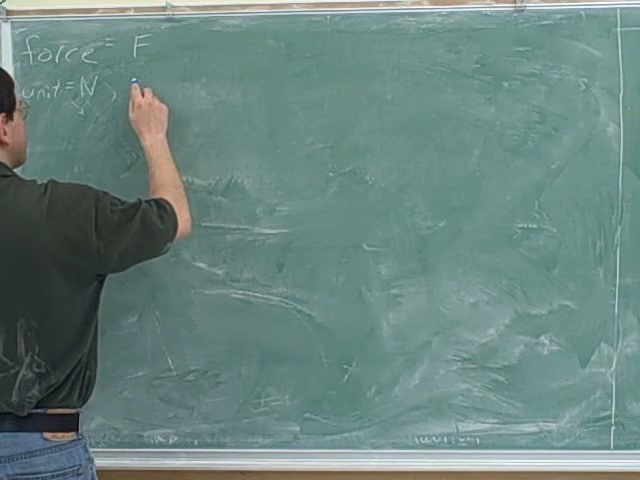 force = F
unit = N,